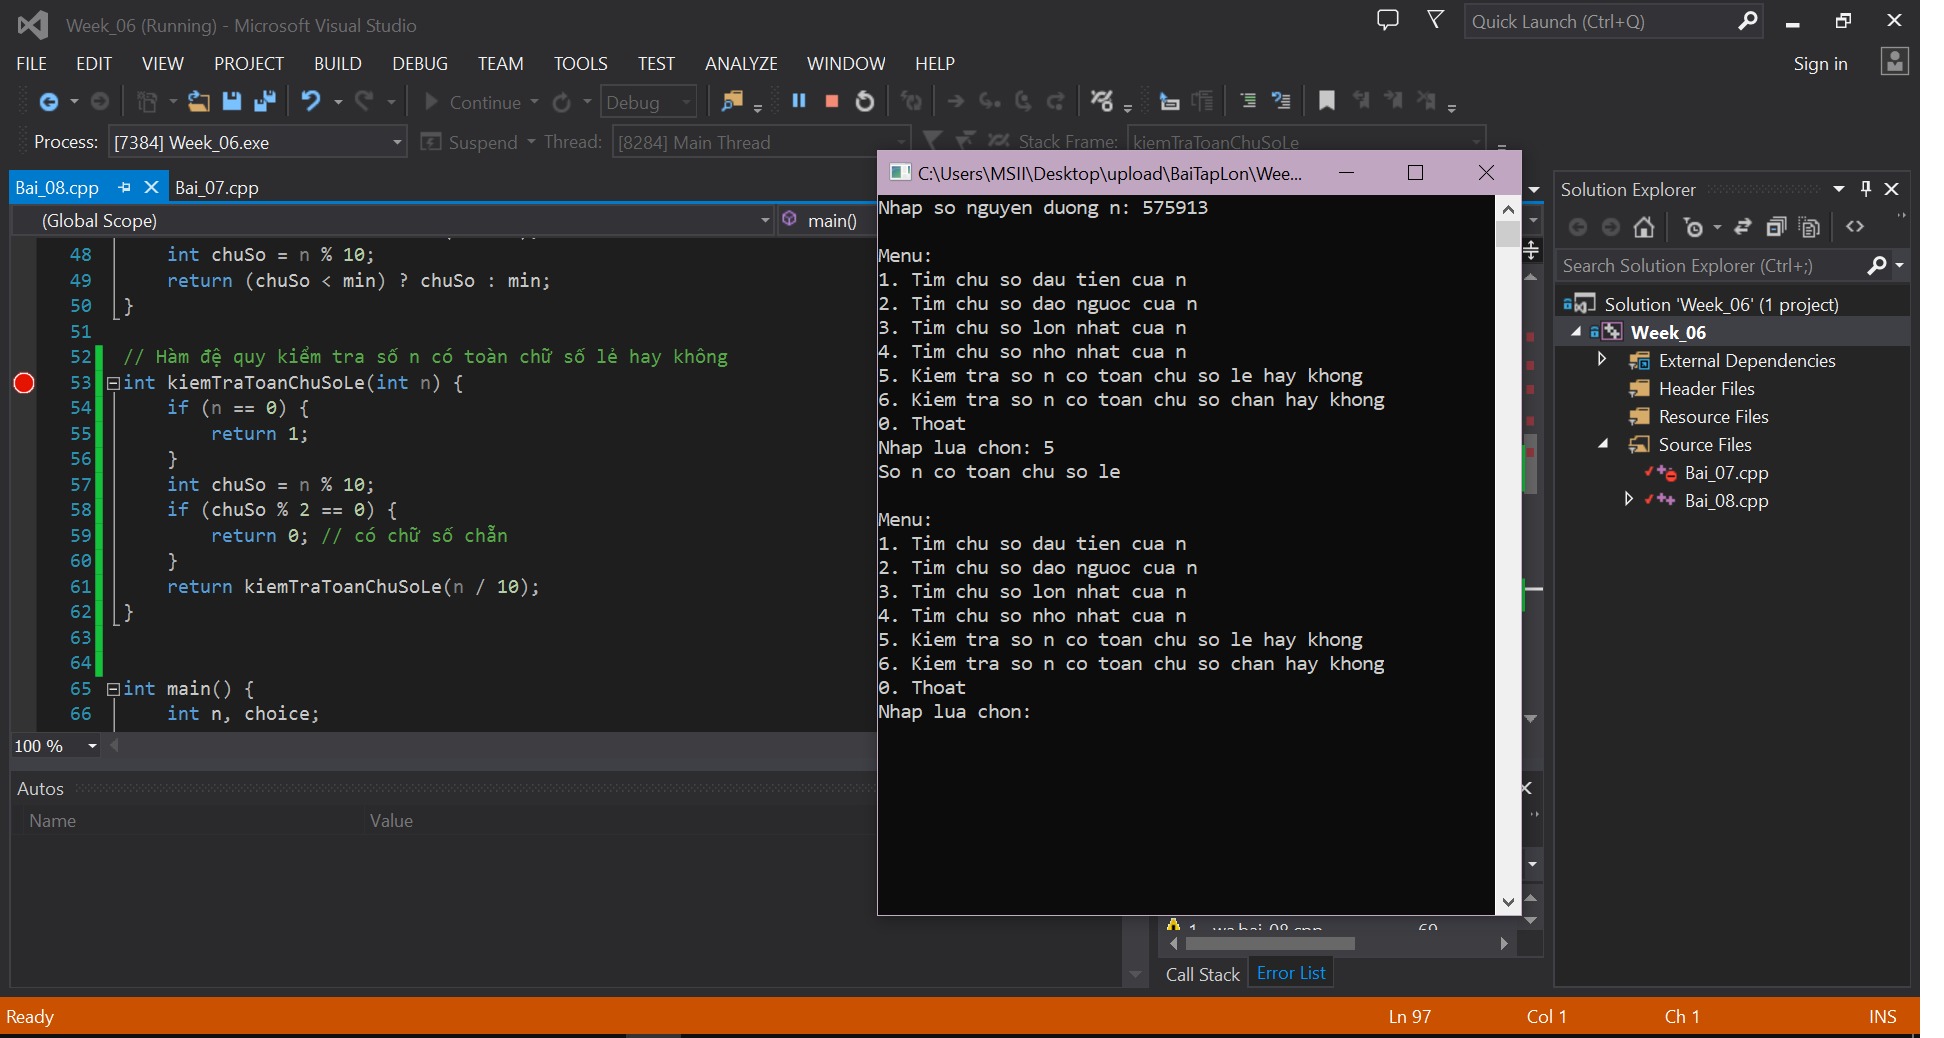 Week_06 (Running) - Microsoft Visual Studio
Quick Launch (Ctrl+Q)
FILE EDIT VIEW PROJECT BUILD DEBUG TEAM TOOLS TEST ANALYZE WINDOW HELP
Sign in
Continue
Debug
Process: [7384] Week_06.exe
Suspend Thread: [8284] Main Thread
Stack Frame: kiemTraToanChuSoLe
Bai_08.cpp Bai_07.cpp
(Global Scope) main()
48 int chuSo = n % 10;
49 return (chuSo < min) ? chuSo : min;
50 }
51
52 // Hàm đệ quy kiểm tra số n có toàn chữ số lẻ hay không
53 int kiemTraToanChuSoLe(int n) {
54 if (n == 0) {
55 return 1;
56 }
57 int chuSo = n % 10;
58 if (chuSo % 2 == 0) {
59 return 0; // có chữ số chẵn
60 }
61 return kiemTraToanChuSoLe(n / 10);
62 }
63
64
65 int main() {
66 int n, choice;
100 %
Autos
Name Value
C:\Users\MSII\Desktop\upload\BaiTapLon\Wee...
Nhap so nguyen duong n: 575913
Menu:
1. Tim chu so dau tien cua n
2. Tim chu so dao nguoc cua n
3. Tim chu so lon nhat cua n
4. Tim chu so nho nhat cua n
5. Kiem tra so n co toan chu so le hay khong
6. Kiem tra so n co toan chu so chan hay khong
0. Thoat
Nhap lua chon: 5
So n co toan chu so le
Menu:
1. Tim chu so dau tien cua n
2. Tim chu so dao nguoc cua n
3. Tim chu so lon nhat cua n
4. Tim chu so nho nhat cua n
5. Kiem tra so n co toan chu so le hay khong
6. Kiem tra so n co toan chu so chan hay khong
0. Thoat
Nhap lua chon:
Call Stack Error List
Solution Explorer
Search Solution Explorer (Ctrl+;)
Solution 'Week_06' (1 project)
Week_06
External Dependencies
Header Files
Resource Files
Source Files
Bai_07.cpp
Bai_08.cpp
Ready
Ln 97 Col 1 Ch 1 INS